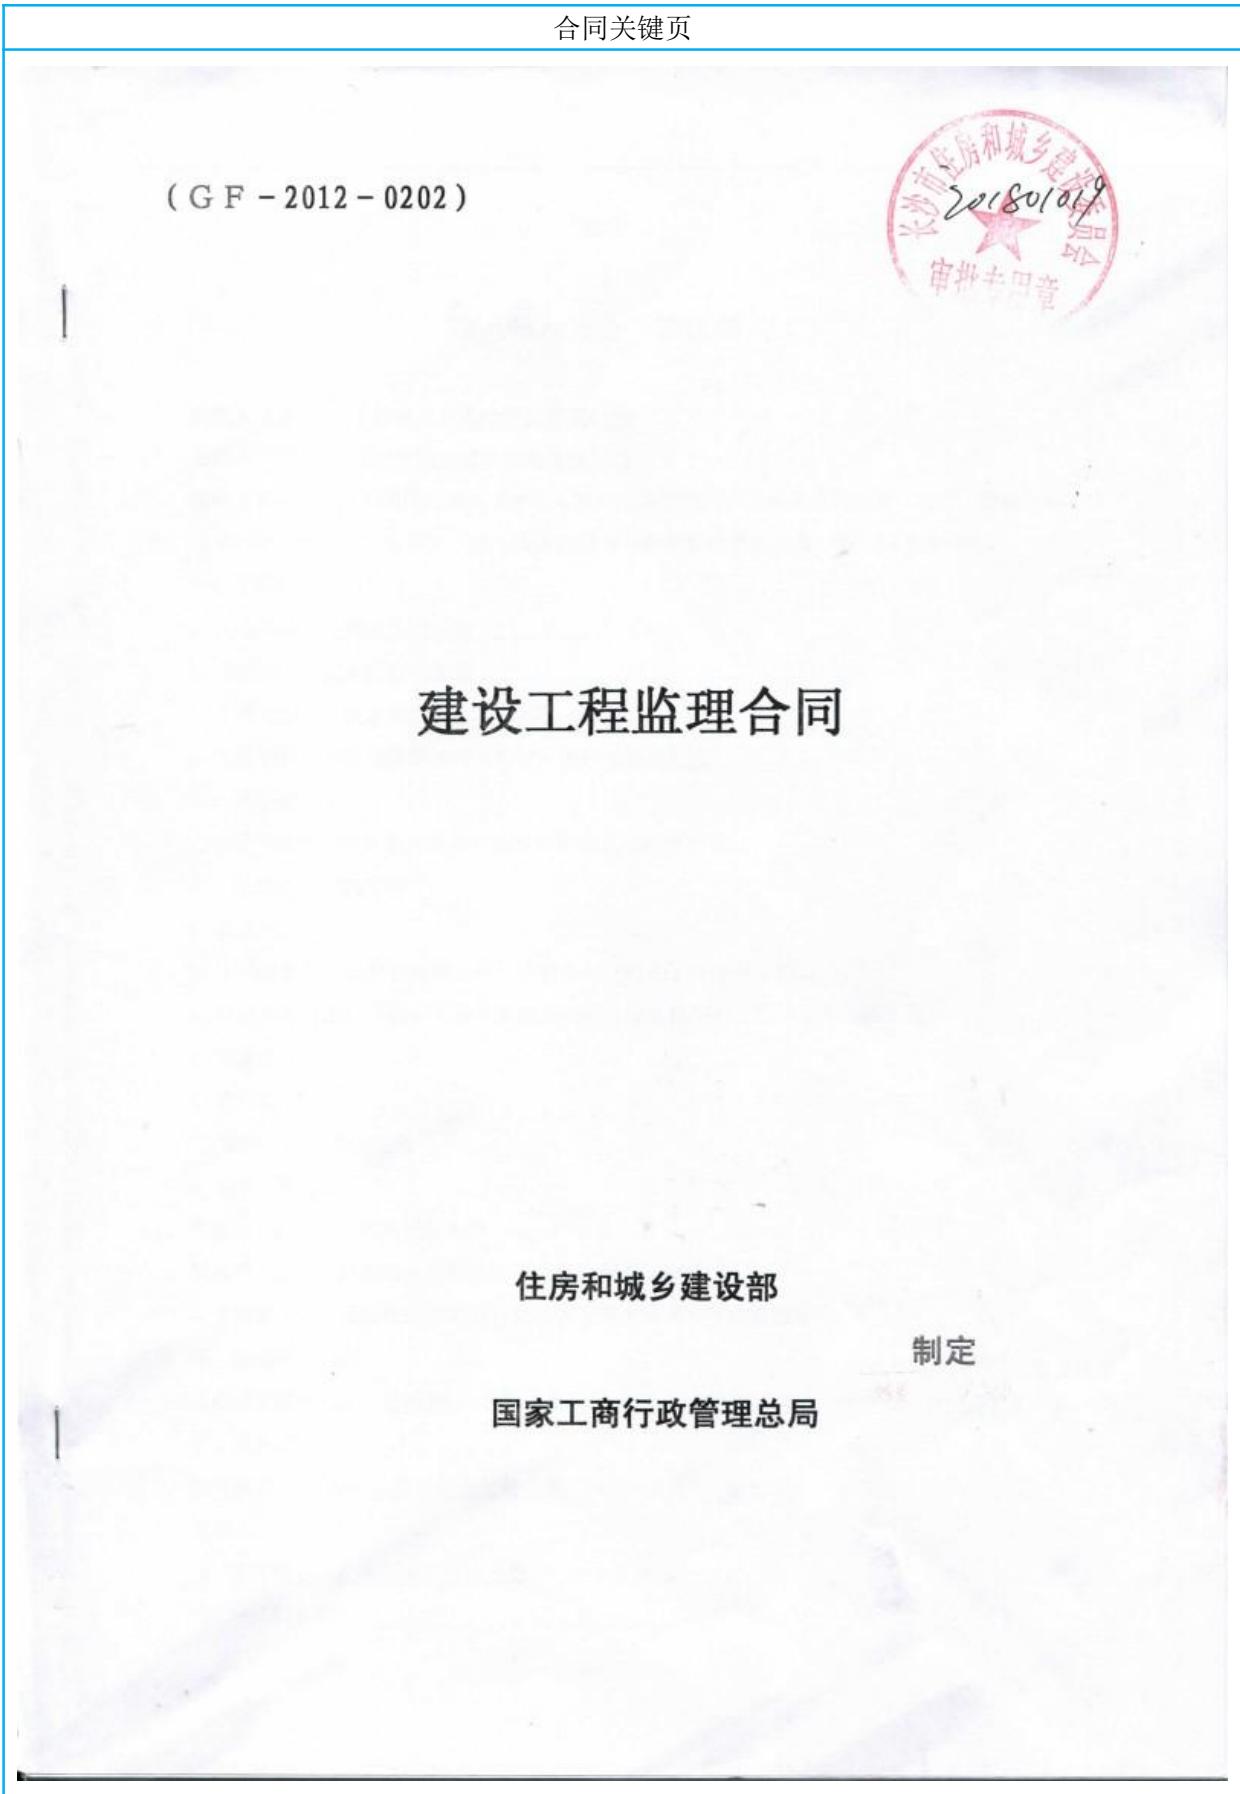 合同关键页
(GF-2012-0202)
长沙市住房和城乡建设委员会
201801019
审批专用章
建设工程监理合同
住房和城乡建设部
制定
国家工商行政管理总局